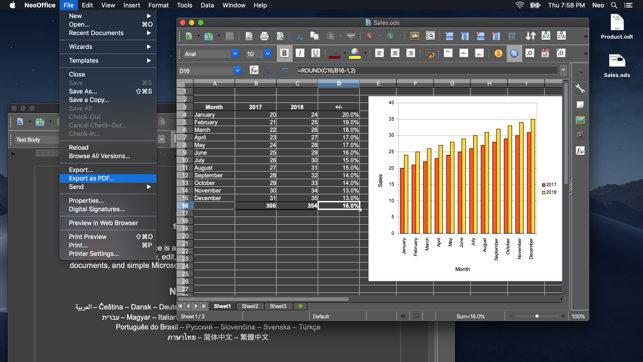 NeoOffice File Edit View Insert Format Tools Data Window Help
Thu 7:58 PM Neo
New
Open... ⌘O
Recent Documents
Wizards
Templates
Close
Save ⌘S
Save As... ⇧⌘S
Save a Copy...
Save All
Check-Out
Cancel Check-Out...
Check-In...
Reload
Browse All Versions...
Export...
Export as PDF...
Send
Properties...
Digital Signatures...
Preview in Web Browser
Print Preview ⇧⌘O
Print... ⌘P
Printer Settings...
Text Body
documents, and simple Micros
العربية – Čeština – Dansk – Deuts
עברית – Magyar – Italian
Português do Brasil – Русский – Slovenčina – Svenska – Türkçe
ภาษาไทย – 简体中文 – 繁體中文
Sales.ods
Arial 10 B I U
D16 =ROUND(C16/B16-1,2)
A B C D E F G H I
Month 2017 2018 +/-
January 20 24 20.0%
February 21 25 19.0%
March 22 26 18.0%
April 23 27 17.0%
May 24 28 17.0%
June 25 29 16.0%
July 26 30 15.0%
August 27 31 15.0%
September 28 32 14.0%
October 29 33 14.0%
November 30 34 13.0%
December 31 35 13.0%
306 354 16.0%
1
2
3
4
5
6
7
8
9
10
11
12
13
14
15
16
17
18
19
20
21
22
23
24
25
26
27
40
35
30
25
20
15
10
5
0
Sales
January
February
March
April
May
June
July
August
September
October
November
December
Month
2017
2018
Sheet1 Sheet2 Sheet3
Sheet 1 / 3 Default Sum=16.0% 100%
Product.odt
Sales.ods